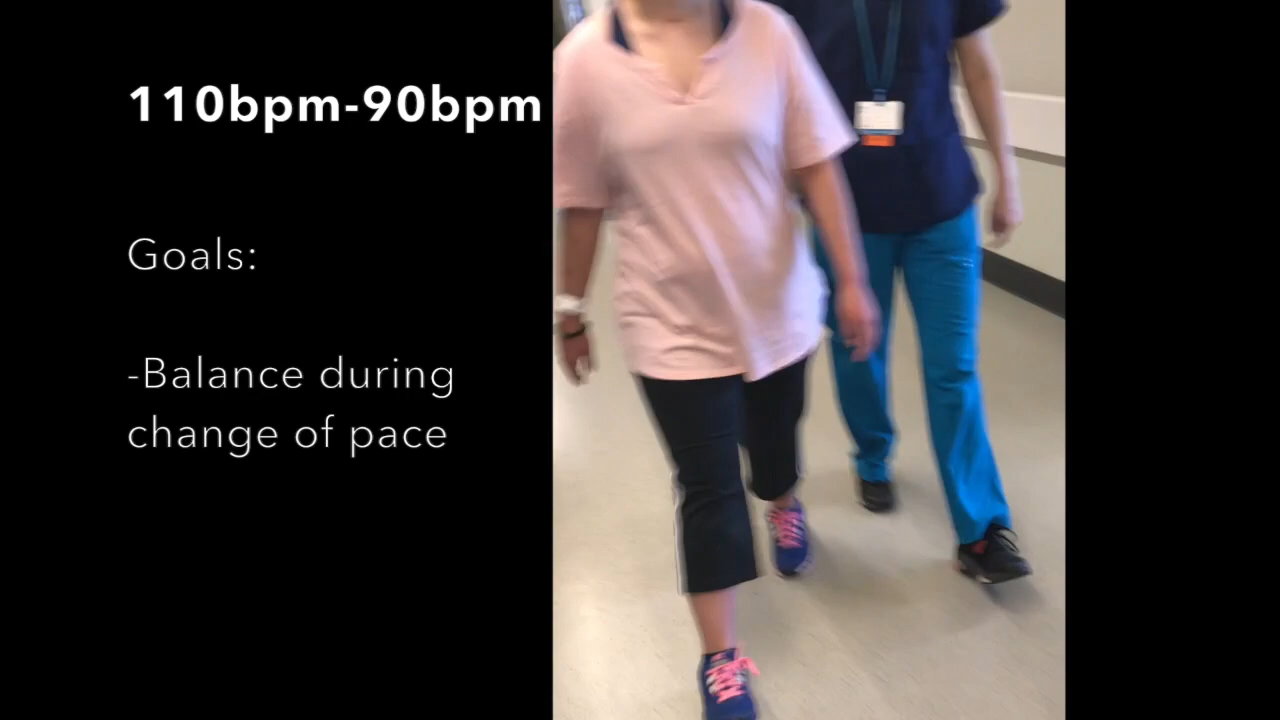 110bpm-90bpm
Goals:
-Balance during
change of pace